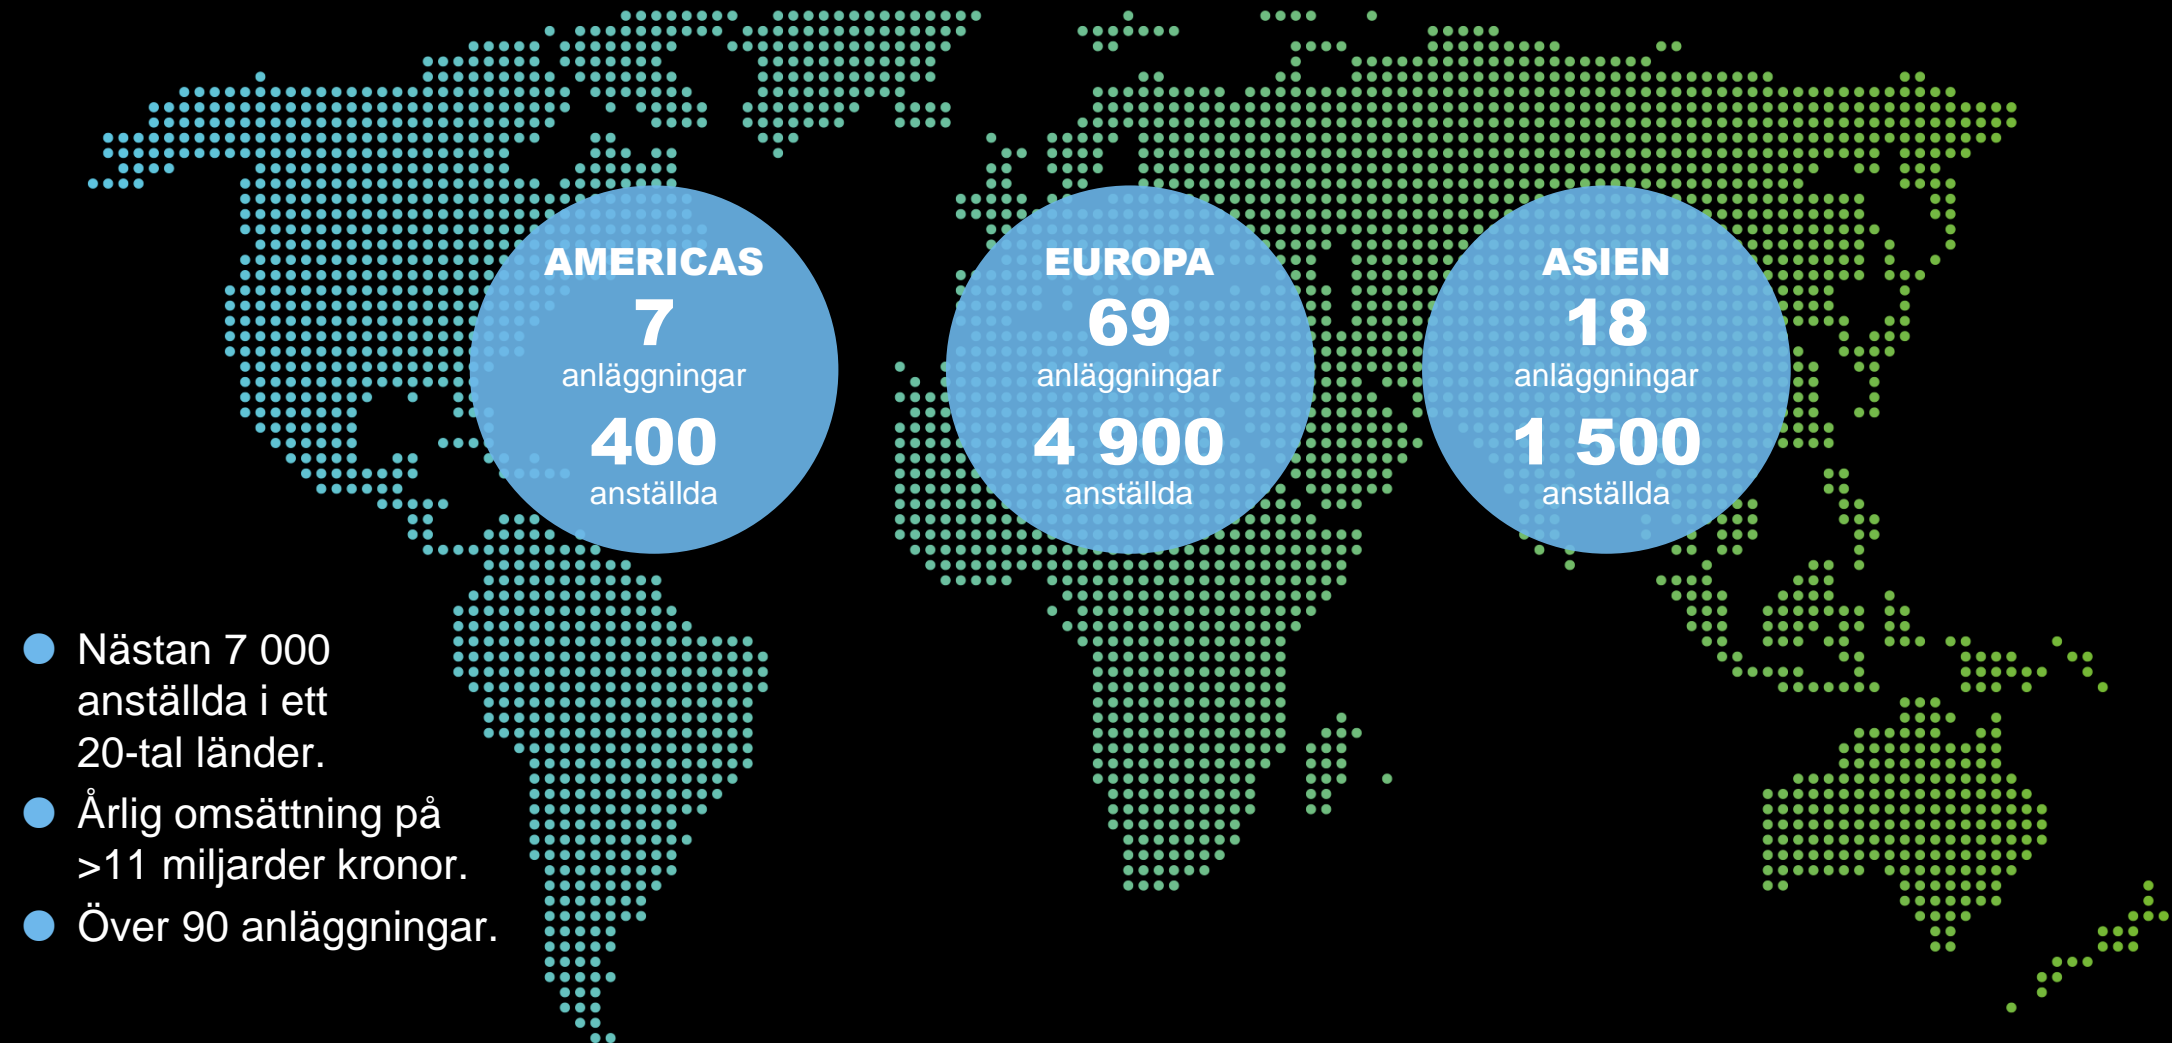 AMERICAS
7
anläggningar
400
anställda
EUROPA
69
anläggningar
4 900
anställda
ASIEN
18
anläggningar
1 500
anställda
Nästan 7 000
anställda i ett
20-tal länder.
Årlig omsättning på
>11 miljarder kronor.
Över 90 anläggningar.